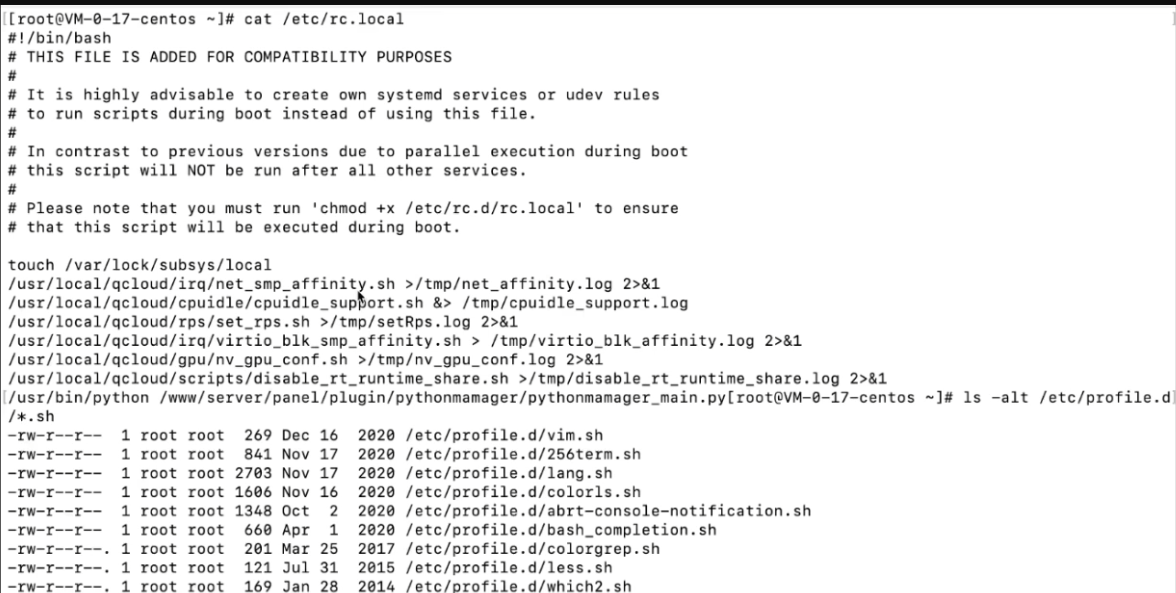 [[root@VM-0-17-centos ~]# cat /etc/rc.local
#!/bin/bash
# THIS FILE IS ADDED FOR COMPATIBILITY PURPOSES
#
# It is highly advisable to create own systemd services or udev rules
# to run scripts during boot instead of using this file.
#
# In contrast to previous versions due to parallel execution during boot
# this script will NOT be run after all other services.
#
# Please note that you must run 'chmod +x /etc/rc.d/rc.local' to ensure
# that this script will be executed during boot.

touch /var/lock/subsys/local
/usr/local/qcloud/irq/net_smp_affinity.sh >/tmp/net_affinity.log 2>&1
/usr/local/qcloud/cpuidle/cpuidle_support.sh &> /tmp/cpuidle_support.log
/usr/local/qcloud/rps/set_rps.sh >/tmp/setRps.log 2>&1
/usr/local/qcloud/irq/virtio_blk_smp_affinity.sh > /tmp/virtio_blk_affinity.log 2>&1
/usr/local/qcloud/gpu/nv_gpu_conf.sh >/tmp/nv_gpu_conf.log 2>&1
/usr/local/qcloud/scripts/disable_rt_runtime_share.sh >/tmp/disable_rt_runtime_share.log 2>&1
[/usr/bin/python /www/server/panel/plugin/pythonmamager/pythonmamager_main.py[root@VM-0-17-centos ~]# ls -alt /etc/profile.d]
/*.sh
-rw-r--r--  1 root root  269 Dec 16  2020 /etc/profile.d/vim.sh
-rw-r--r--  1 root root  841 Nov 17  2020 /etc/profile.d/256term.sh
-rw-r--r--  1 root root 2703 Nov 17  2020 /etc/profile.d/lang.sh
-rw-r--r--  1 root root 1606 Nov 16  2020 /etc/profile.d/colorls.sh
-rw-r--r--  1 root root 1348 Oct  2  2020 /etc/profile.d/abrt-console-notification.sh
-rw-r--r--  1 root root  660 Apr  1  2020 /etc/profile.d/bash_completion.sh
-rw-r--r--. 1 root root  201 Mar 25  2017 /etc/profile.d/colorgrep.sh
-rw-r--r--. 1 root root  121 Jul 31  2015 /etc/profile.d/less.sh
-rw-r--r--. 1 root root  169 Jan 28  2014 /etc/profile.d/which2.sh